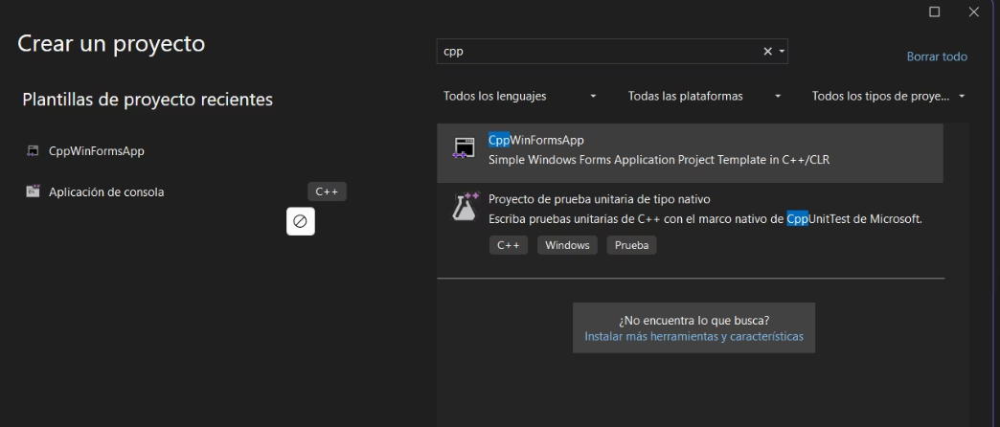 Crear un proyecto
cpp
Borrar todo
Plantillas de proyecto recientes
Todos los lenguajes
Todas las plataformas
Todos los tipos de proye...
CppWinFormsApp
Aplicación de consola
C++
CppWinFormsApp
Simple Windows Forms Application Project Template in C++/CLR
Proyecto de prueba unitaria de tipo nativo
Escriba pruebas unitarias de C++ con el marco nativo de CppUnitTest de Microsoft.
C++
Windows
Prueba
¿No encuentra lo que busca?
Instalar más herramientas y características